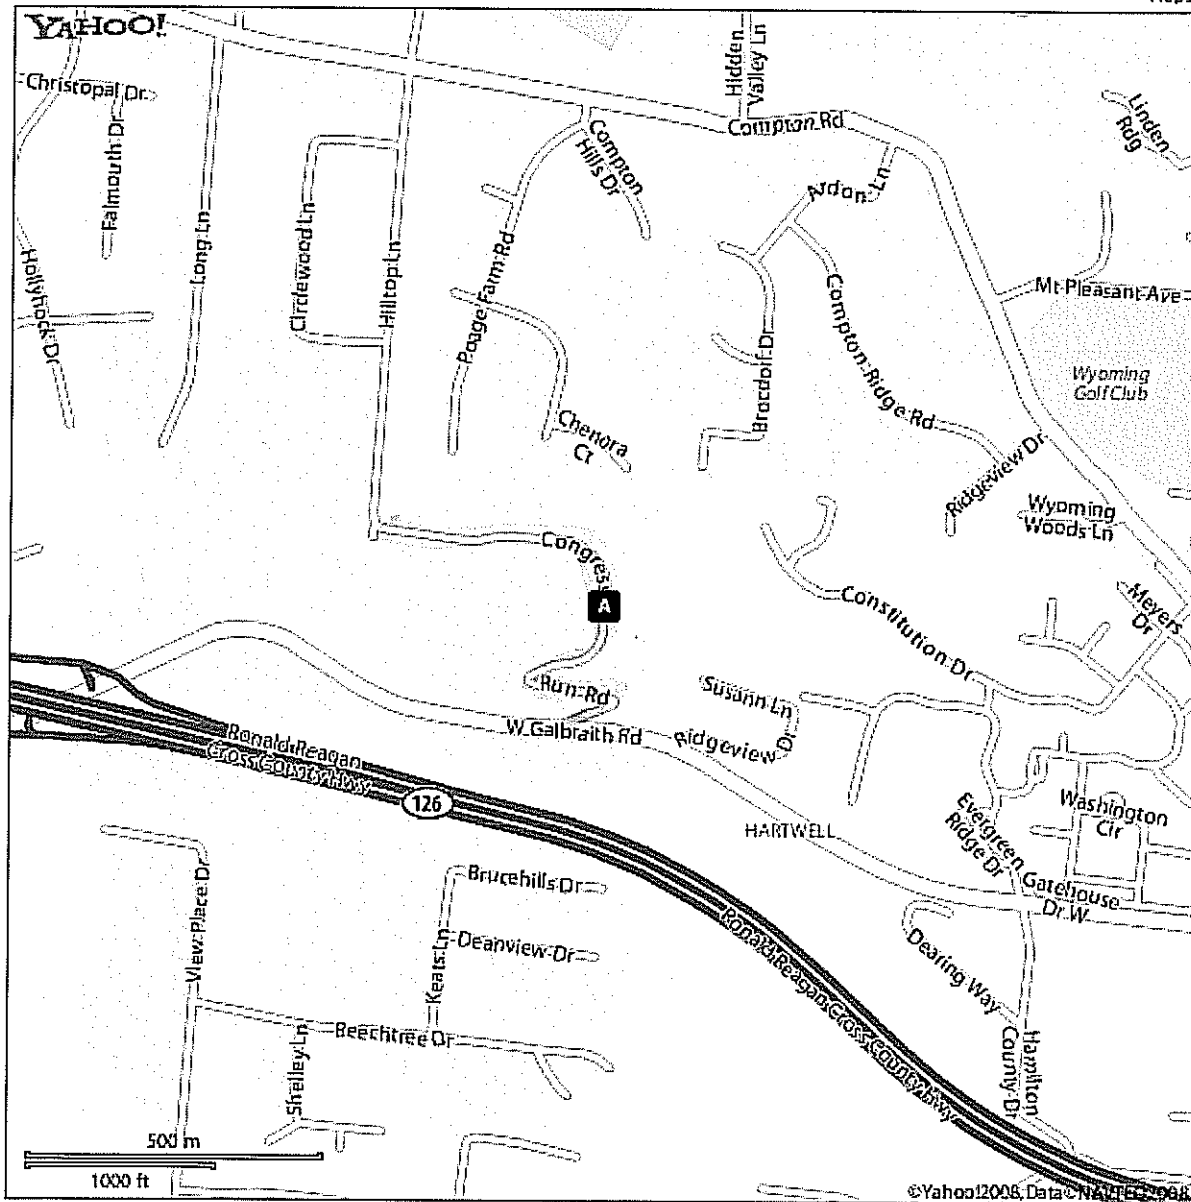 YAHOO!
Christopal Dr
Falmouth Dr
Hollyhock Dr
Long Ln
Circlewood Ln
Hilltop Ln
Poage Farm Rd
Compton
Hills Dr
Hidden
Valley Ln
Compton Rd
Ardon Ln
Linden
Rdg
Mt Pleasant Ave
Compton Ridge Rd
Brocdolf Dr
Wyoming
Golf Club
Chenora
Ct
Ridgeview Dr
Wyoming
Woods Ln
Congress
A
Run Rd
Constitution Dr
Meyers
Dr
Susann Ln
Ridgeview Dr
W Galbraith Rd
Ronald Reagan
Cross County Hwy
126
HARTWELL
Evergreen
Ridge Dr
Washington
Cir
Gatehouse
Dr W
View Place Dr
Brucehills Dr
Keats Ln
Deanview Dr
Beechtree Dr
Shelley Ln
Dearing Way
Hamilton
County Dr
Ronald Reagan Cross County Hwy
500 m
1000 ft
©Yahoo!2008, Data©NAVTEQ2008